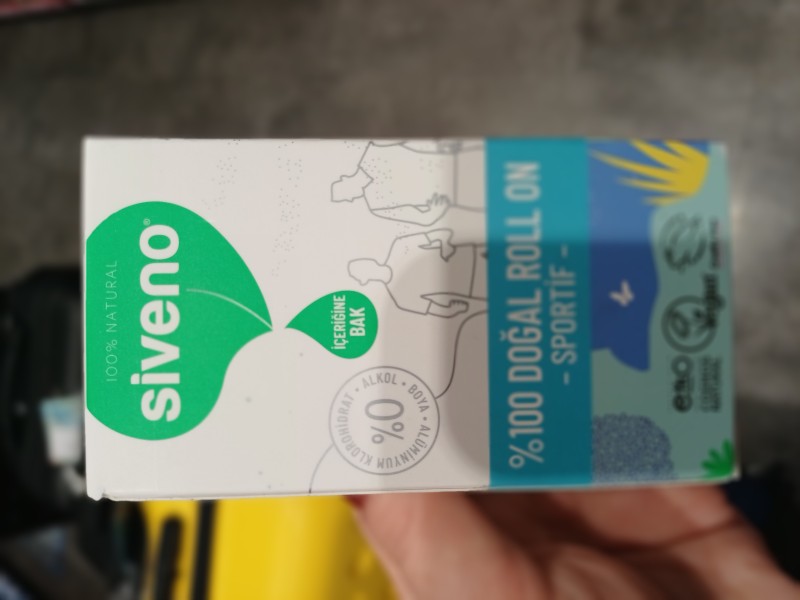 100% NATURAL
siveno®
İÇERİĞİNE
BAK
0%
ALKOL • BOYA • ALÜMİNYUM KLOROHİDRAT •
%100 DOĞAL ROLL ON
- SPORTİF -
Vegan